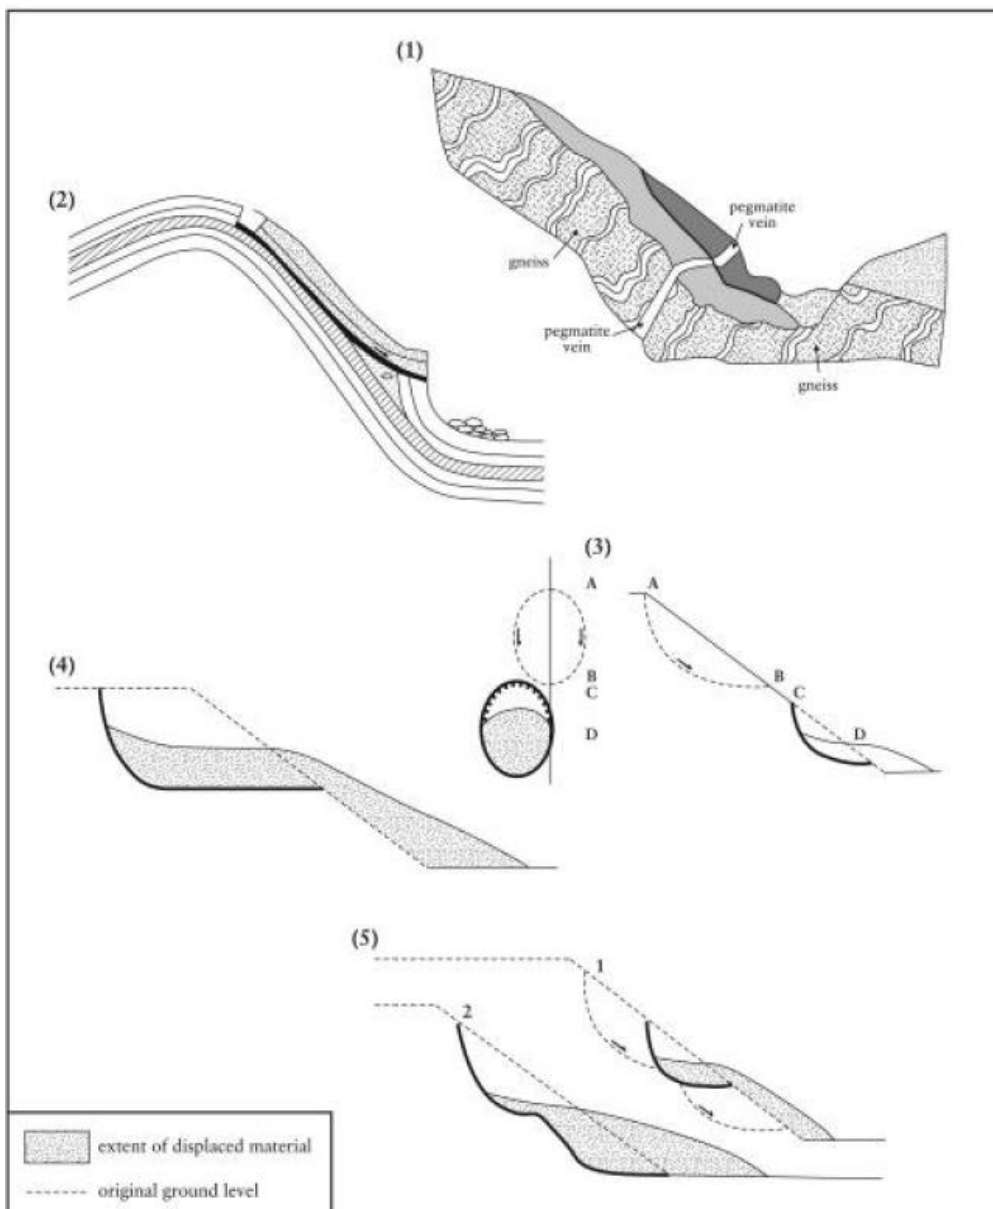 (1)
pegmatite
vein
gneiss
pegmatite
vein
gneiss
(2)
(3)
A
B
C
D
A
B
C
D
(4)
(5)
1
2
extent of displaced material
original ground level